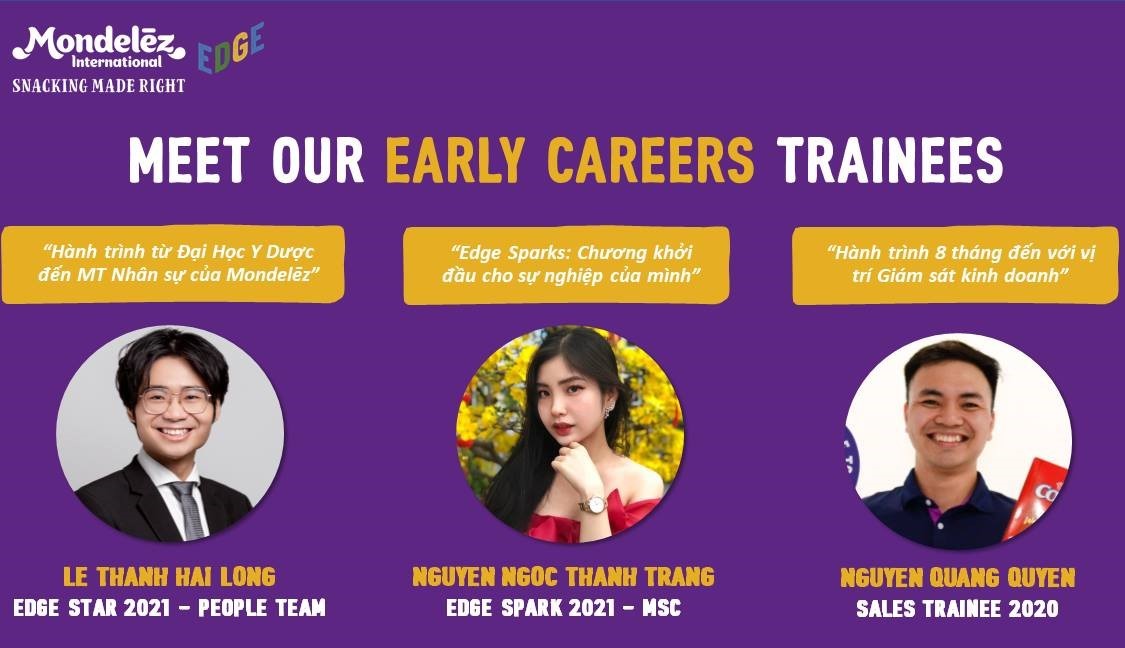 Mondelēz
International
SNACKING MADE RIGHT
EDGE
MEET OUR EARLY CAREERS TRAINEES
“Hành trình từ Đại Học Y Dược
đến MT Nhân sự của Mondelēz”
“Edge Sparks: Chương khởi
đầu cho sự nghiệp của mình”
“Hành trình 8 tháng đến với vị
trí Giám sát kinh doanh”
LE THANH HAI LONG
EDGE STAR 2021 – PEOPLE TEAM
NGUYEN NGOC THANH TRANG
EDGE SPARK 2021 – MSC
NGUYEN QUANG QUYEN
SALES TRAINEE 2020